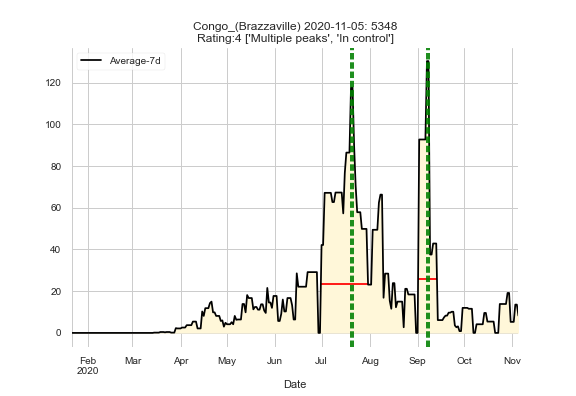 Congo_(Brazzaville) 2020-11-05: 5348
Rating:4 ['Multiple peaks', 'In control']
Average-7d
120
100
80
60
40
20
0
Feb Mar Apr May Jun Jul Aug Sep Oct Nov
2020
Date